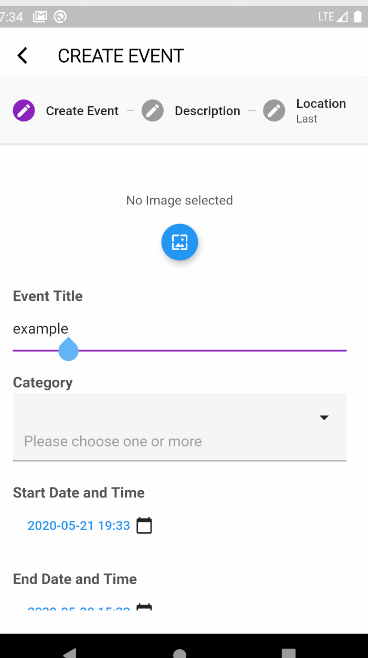 7:34 LTE
CREATE EVENT
Create Event Description Location
Last
No Image selected
Event Title
example
Category
Please choose one or more
Start Date and Time
2020-05-21 19:33
End Date and Time